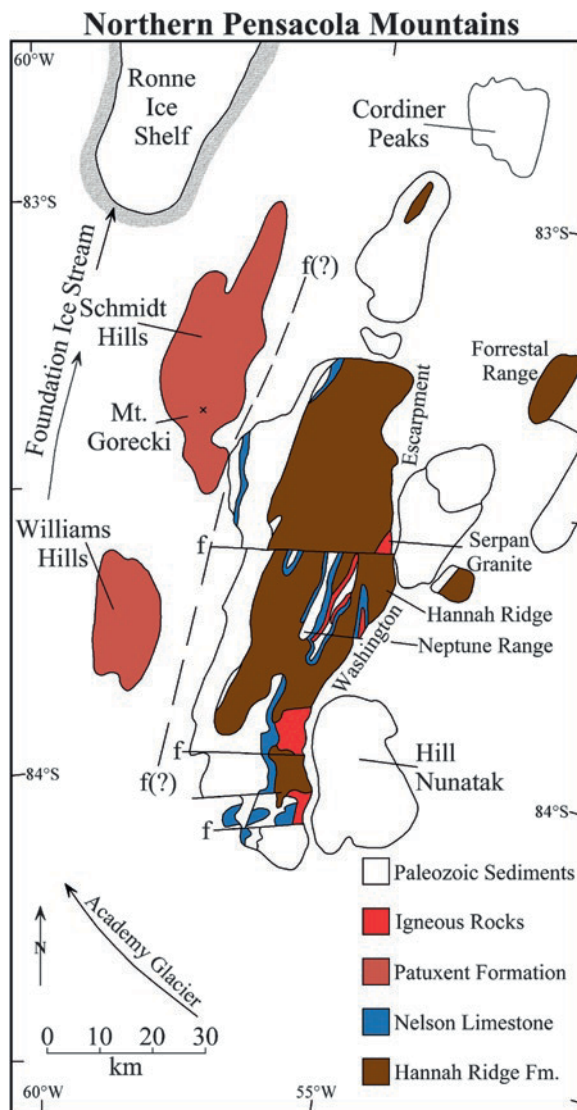 Northern Pensacola Mountains
60°W
Ronne
Ice
Shelf
Cordiner
Peaks
83°S
83°S
f(?)
Foundation Ice Stream
Schmidt
Hills
Forrestal
Range
Mt.
Gorecki
Escarpment
Williams
Hills
f
Serpan
Granite
Hannah Ridge
Neptune Range
Washington
f
Hill
Nunatak
84°S
f(?)
84°S
f
Paleozoic Sediments
Igneous Rocks
N
Academy Glacier
Patuxent Formation
Nelson Limestone
0 10 20 30
km
Hannah Ridge Fm.
60°W
55°W